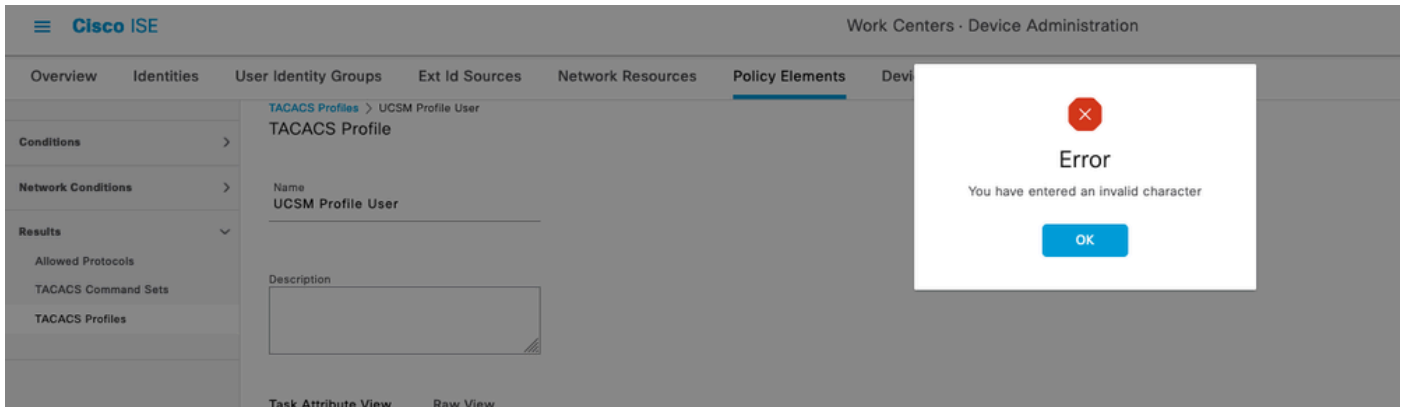 Cisco ISE
Work Centers · Device Administration
Overview Identities User Identity Groups Ext Id Sources Network Resources Policy Elements Devi
TACACS Profiles > UCSM Profile User
TACACS Profile
Conditions
Network Conditions
Results
Allowed Protocols
TACACS Command Sets
TACACS Profiles
Name
UCSM Profile User
Description
Task Attribute View Raw View
Error
You have entered an invalid character
OK